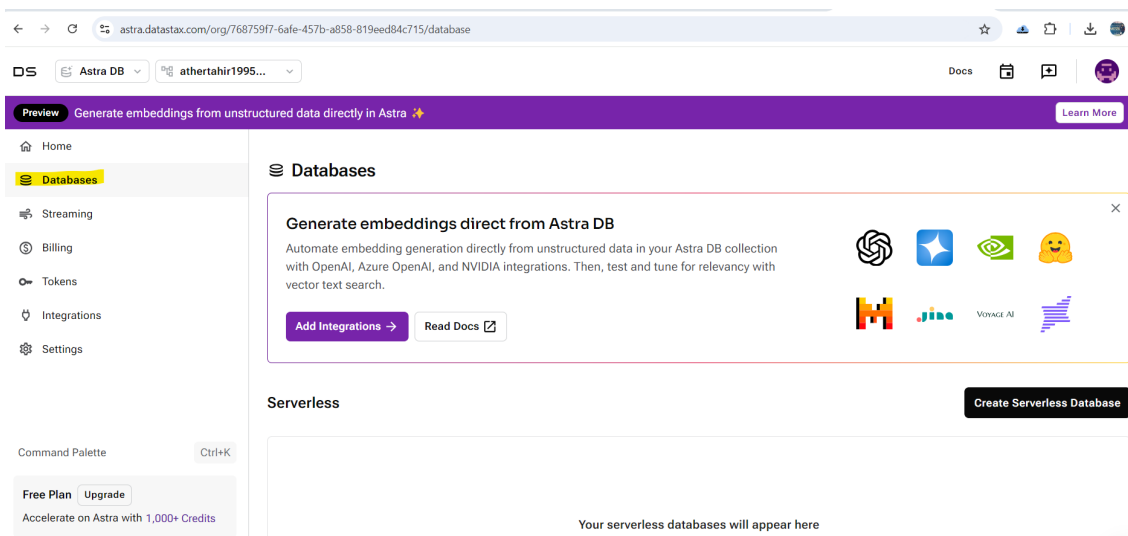 astra.datastax.com/org/768759f7-6afe-457b-a858-819eed84c715/database
DS Astra DB athertahir1995... Docs
Preview Generate embeddings from unstructured data directly in Astra ✨ Learn More
Home
Databases
Streaming
Billing
Tokens
Integrations
Settings
Command Palette Ctrl+K
Free Plan Upgrade
Accelerate on Astra with 1,000+ Credits
Databases
Generate embeddings direct from Astra DB
Automate embedding generation directly from unstructured data in your Astra DB collection
with OpenAI, Azure OpenAI, and NVIDIA integrations. Then, test and tune for relevancy with
vector text search.
Add Integrations → Read Docs
Jina VOYAGE AI
Serverless
Create Serverless Database
Your serverless databases will appear here